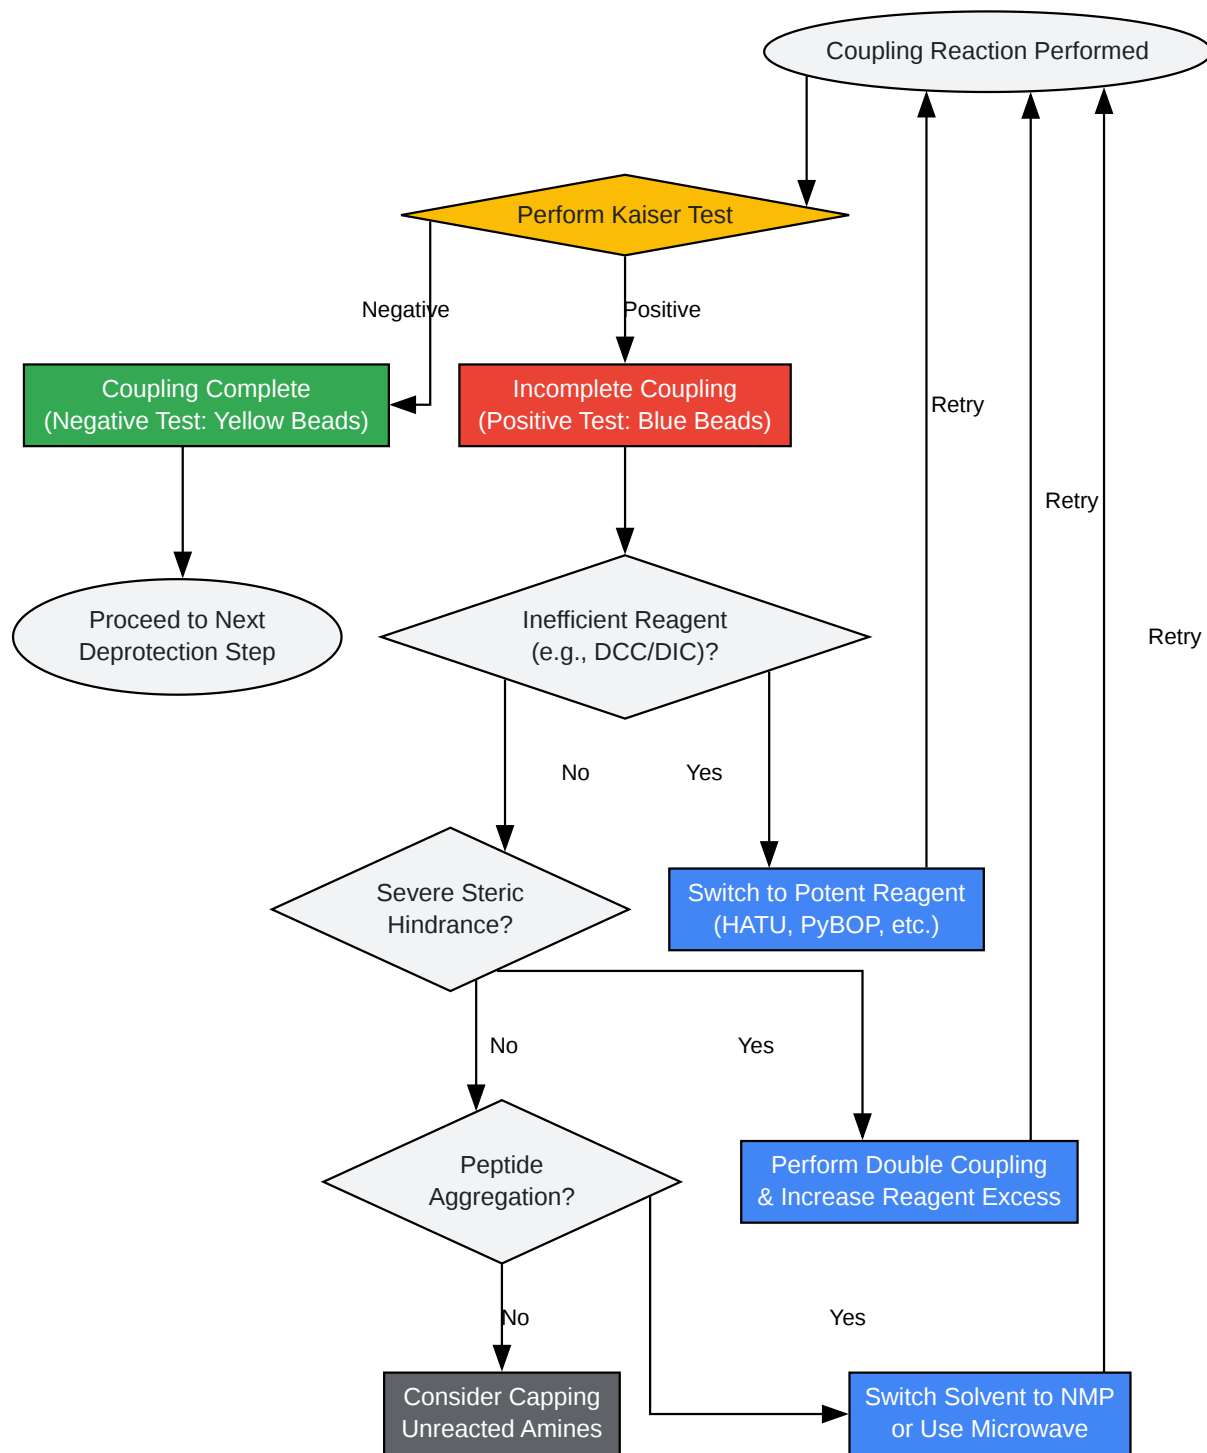 Coupling Reaction Performed
Perform Kaiser Test
Negative
Positive
Coupling Complete
(Negative Test: Yellow Beads)
Incomplete Coupling
(Positive Test: Blue Beads)
Retry
Retry
Proceed to Next
Deprotection Step
Inefficient Reagent
(e.g., DCC/DIC)?
Retry
No
Yes
Severe Steric
Hindrance?
Switch to Potent Reagent
(HATU, PyBOP, etc.)
No
Yes
Peptide
Aggregation?
Perform Double Coupling
& Increase Reagent Excess
No
Yes
Consider Capping
Unreacted Amines
Switch Solvent to NMP
or Use Microwave